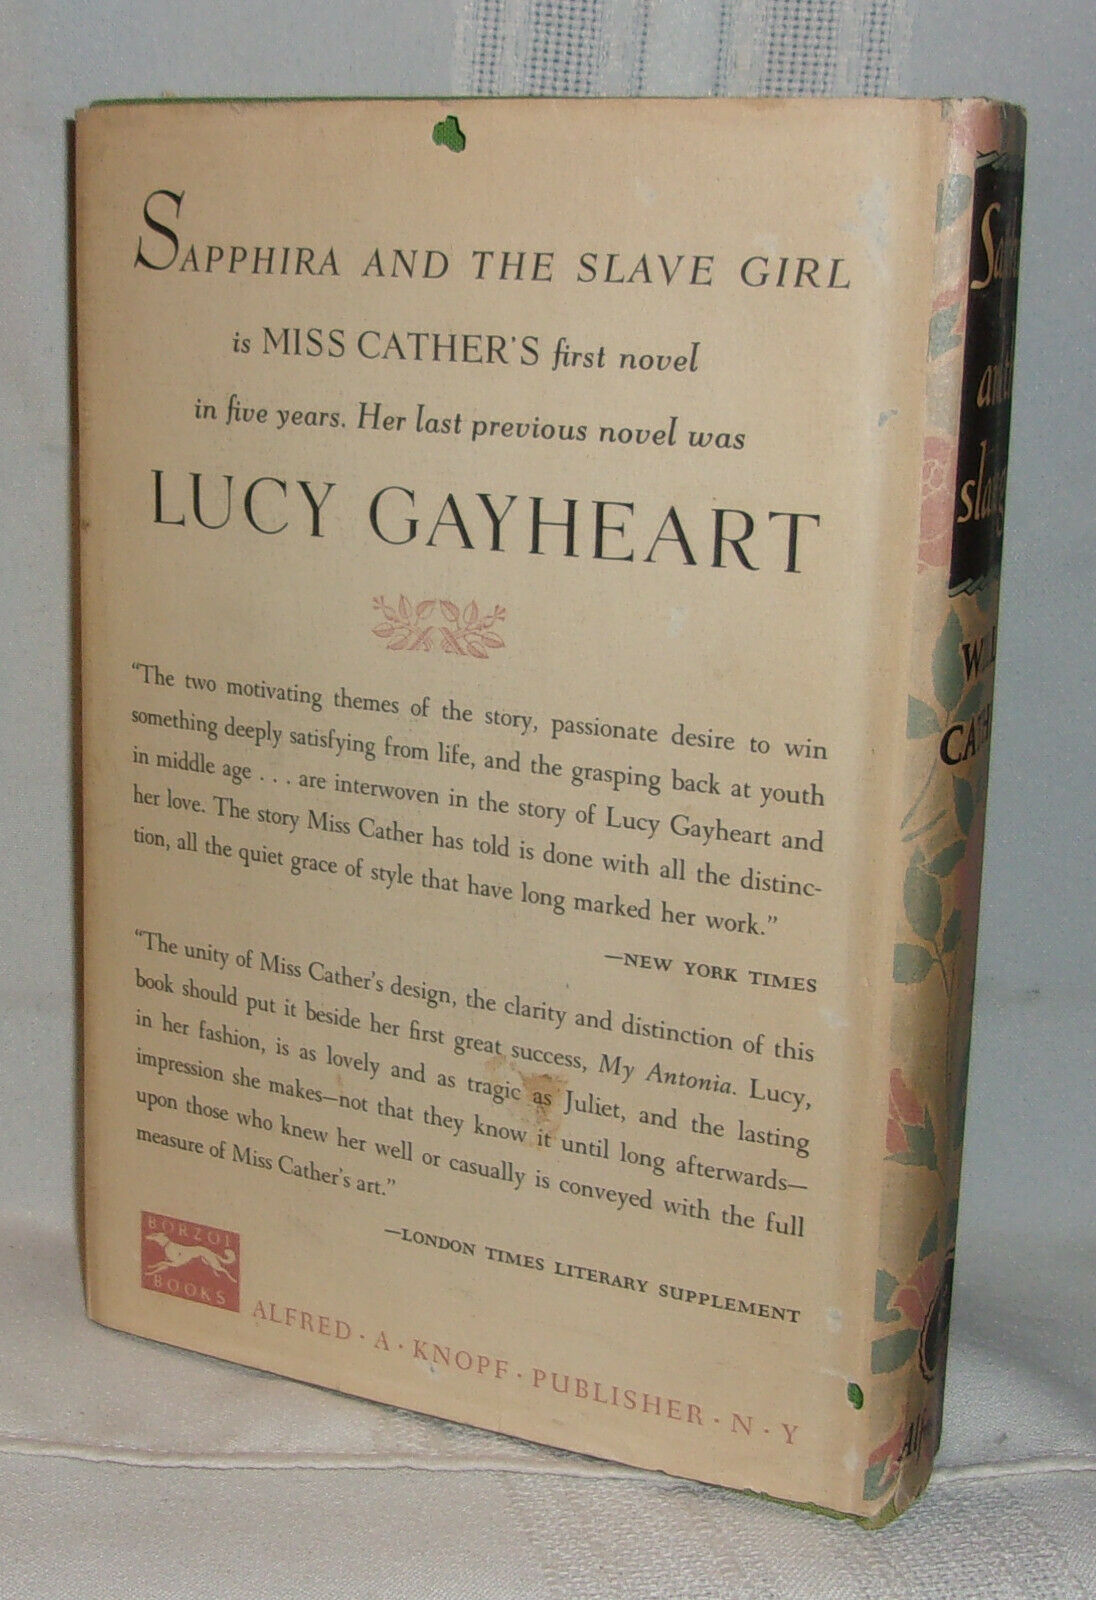 SAPPHIRA AND THE SLAVE GIRL
is MISS CATHER'S first novel
in five years. Her last previous novel was
LUCY GAYHEART
"The two motivating themes of the story, passionate desire to win
something deeply satisfying from life, and the grasping back at youth
in middle age . . . are interwoven in the story of Lucy Gayheart and
her love. The story Miss Cather has told is done with all the distinc-
tion, all the quiet grace of style that have long marked her work."
—NEW YORK TIMES
"The unity of Miss Cather's design, the clarity and distinction of this
book should put it beside her first great success, My Antonia. Lucy,
in her fashion, is as lovely and as tragic as Juliet, and the lasting
impression she makes—not that they know it until long afterwards—
upon those who knew her well or casually is conveyed with the full
measure of Miss Cather's art."
—LONDON TIMES LITERARY SUPPLEMENT
BORZOI
BOOKS
ALFRED · A · KNOPF · PUBLISHER · N · Y